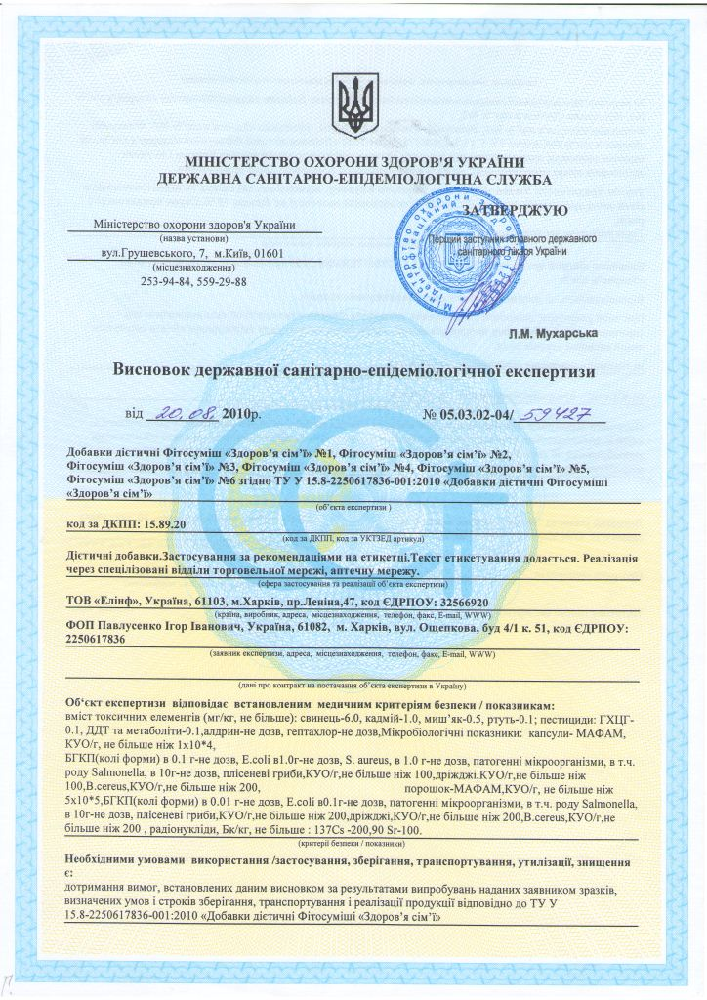 МІНІСТЕРСТВО ОХОРОНИ ЗДОРОВ'Я УКРАЇНИ
ДЕРЖАВНА САНІТАРНО-ЕПІДЕМІОЛОГІЧНА СЛУЖБА
ЗАТВЕРДЖУЮ
Міністерство охорони здоров'я України
(назва установи)
вул.Грушевського, 7, м.Київ, 01601
(місцезнаходження)
253-94-84, 559-29-88
Перший заступник головного державного
санітарного лікаря України
Л.М. Мухарська
Висновок державної санітарно-епідеміологічної експертизи
від 20.08. 2010р.
№ 05.03.02-04/ 59427
Добавки дієтичні Фітосуміш «Здоров’я сім’ї» №1, Фітосуміш «Здоров’я сім’ї» №2,
Фітосуміш «Здоров’я сім’ї» №3, Фітосуміш «Здоров’я сім’ї» №4, Фітосуміш «Здоров’я сім’ї» №5,
Фітосуміш «Здоров’я сім’ї» №6 згідно ТУ У 15.8-2250617836-001:2010 «Добавки дієтичні Фітосуміші
«Здоров’я сім’ї»
(об’єкта експертизи )
код за ДКПП: 15.89.20
(код за ДКПП, код за УКТЗЕД артикул)
Дієтичні добавки.Застосування за рекомендаціями на етикетці.Текст етикетування додається. Реалізація
через спецілізовані відділи торговельної мережі, аптечну мережу.
(сфера застосування та реалізації об’єкта експертизи)
ТОВ «Елінф», Україна, 61103, м.Харків, пр.Леніна,47, код ЄДРПОУ: 32566920
(країна, виробник, адреса, місцезнаходження, телефон, факс, E-mail, WWW)
ФОП Павлусенко Ігор Іванович, Україна, 61082, м. Харків, вул. Ощепкова, буд 4/1 к. 51, код ЄДРПОУ:
2250617836
(заявник експертизи, адреса, місцезнаходження, телефон, факс, E-mail, WWW)
(дані про контракт на постачання об’єкта експертизи в Україну)
Об‘єкт експертизи відповідає встановленим медичним критеріям безпеки / показникам:
вміст токсичних елементів (мг/кг, не більше): свинець-6.0, кадмій-1.0, миш’як-0.5, ртуть-0.1; пестициди: ГХЦГ-
0.1, ДДТ та метаболіти-0.1,алдрин-не дозв, гептахлор-не дозв,Мікробіологічні показники: капсули- МАФАМ,
КУО/г, не більше ніж 1х10*4,
БГКП(колі форми) в 0.1 г-не дозв, E.coli в1.0г-не дозв, S. aureus, в 1.0 г-не дозв, патогенні мікроорганізми, в т.ч.
роду Salmonella, в 10г-не дозв, плісеневі гриби,КУО/г,не більше ніж 100,дріжджі,КУО/г,не більше ніж
100,B.cereus,КУО/г,не більше ніж 200, порошок-МАФАМ,КУО/г, не більше ніж
5х10*5,БГКП(колі форми) в 0.01 г-не дозв, E.coli в0.1г-не дозв, патогенні мікроорганізми, в т.ч. роду Salmonella,
в 10г-не дозв, плісеневі гриби,КУО/г,не більше ніж 200,дріжджі,КУО/г,не більше ніж 200,B.cereus,КУО/г,не
більше ніж 200 , радіонукліди, Бк/кг, не більше : 137Cs -200,90 Sr-100.
(критерії безпеки / показники)
Необхідними умовами використання /застосування, зберігання, транспортування, утилізації, знищення
є:
дотримання вимог, встановлених даним висновком за результатами випробувань наданих заявником зразків,
визначених умов і строків зберігання, транспортування і реалізації продукції відповідно до ТУ У
15.8-2250617836-001:2010 «Добавки дієтичні Фітосуміші «Здоров’я сім’ї»